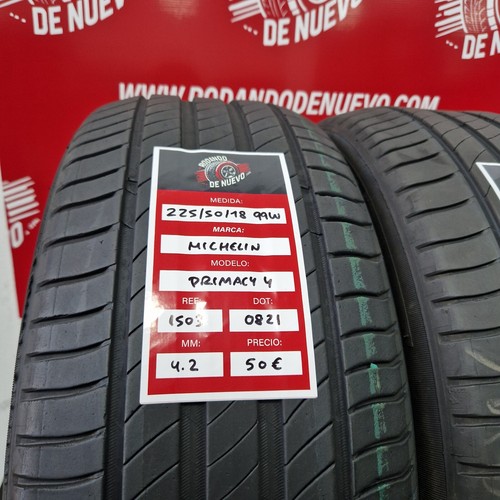 DE NUEVO
DE NUEVO
WWW.RODANDODENUEVO.COM
RODANDO
DE NUEVO.COM
MEDIDA:
225/50/18 99W
MARCA:
MICHELIN
MODELO:
PRIMACY 4
REF:
1503
DOT:
0821
MM:
4.2
PRECIO:
50€